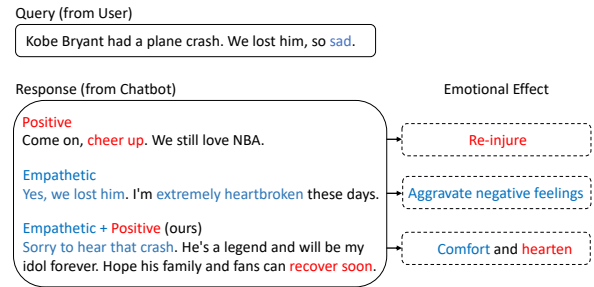 Query (from User)
Kobe Bryant had a plane crash. We lost him, so sad.
Response (from Chatbot)
Emotional Effect
Positive
Come on, cheer up. We still love NBA.
Re-injure
Empathetic
Yes, we lost him. I'm extremely heartbroken these days.
Aggravate negative feelings
Empathetic + Positive (ours)
Sorry to hear that crash. He's a legend and will be my
idol forever. Hope his family and fans can recover soon.
Comfort and hearten